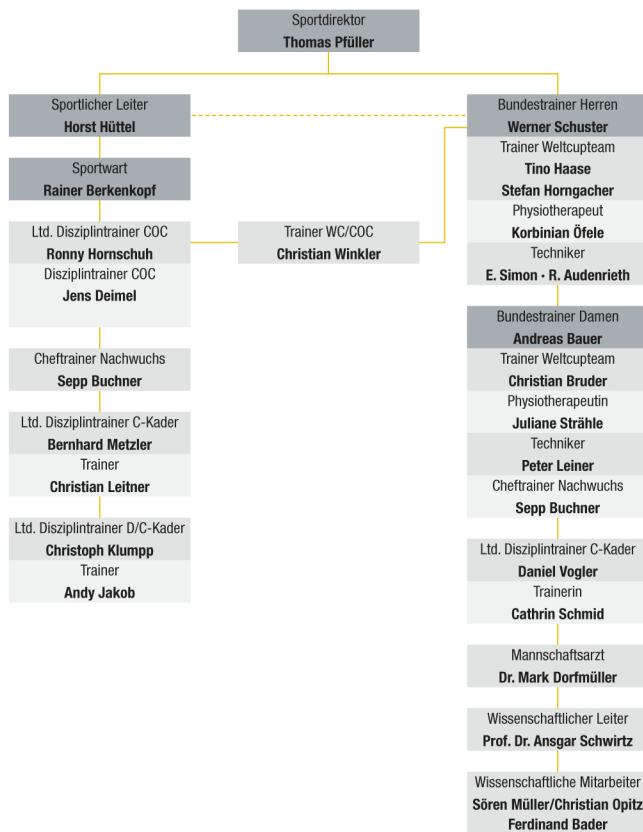 Sportdirektor
Thomas Pfüller
Sportlicher Leiter
Horst Hüttel
Sportwart
Rainer Berkenkopf
Ltd. Disziplintrainer COC
Ronny Hornschuh
Disziplintrainer COC
Jens Deimel
Cheftrainer Nachwuchs
Sepp Buchner
Ltd. Disziplintrainer C-Kader
Bernhard Metzler
Trainer
Christian Leitner
Ltd. Disziplintrainer D/C-Kader
Christoph Klumpp
Trainer
Andy Jakob
Trainer WC/COC
Christian Winkler
Bundestrainer Herren
Werner Schuster
Trainer Weltcupteam
Tino Haase
Stefan Horngacher
Physiotherapeut
Korbinian Öfele
Techniker
E. Simon · R. Audenrieth
Bundestrainer Damen
Andreas Bauer
Trainer Weltcupteam
Christian Bruder
Physiotherapeutin
Juliane Strähle
Techniker
Peter Leiner
Cheftrainer Nachwuchs
Sepp Buchner
Ltd. Disziplintrainer C-Kader
Daniel Vogler
Trainerin
Cathrin Schmid
Mannschaftsarzt
Dr. Mark Dorfmüller
Wissenschaftlicher Leiter
Prof. Dr. Ansgar Schwirtz
Wissenschaftliche Mitarbeiter
Sören Müller/Christian Opitz
Ferdinand Bader